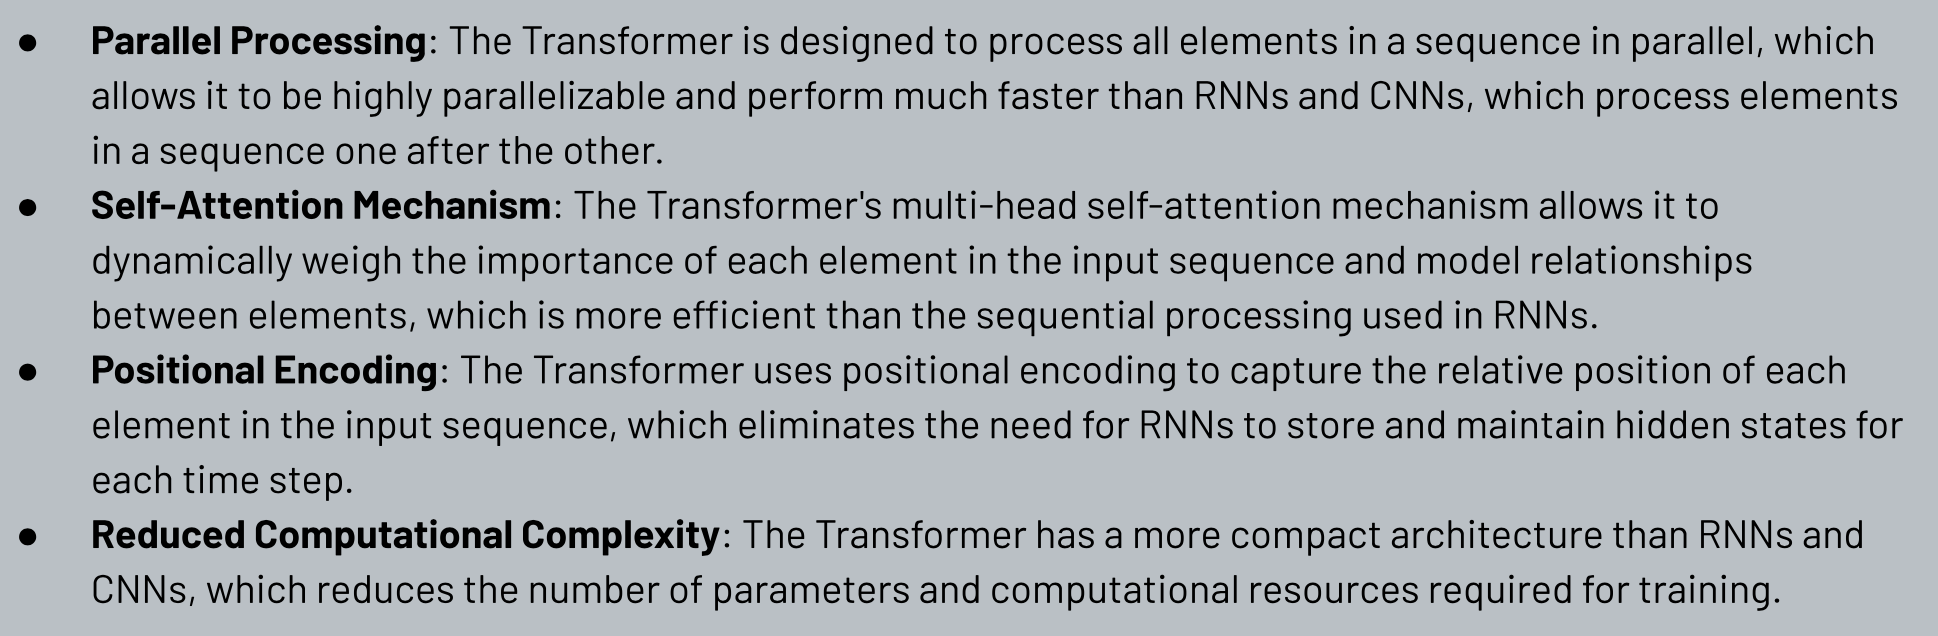 ● Parallel Processing: The Transformer is designed to process all elements in a sequence in parallel, which
allows it to be highly parallelizable and perform much faster than RNNs and CNNs, which process elements
in a sequence one after the other.
● Self-Attention Mechanism: The Transformer's multi-head self-attention mechanism allows it to
dynamically weigh the importance of each element in the input sequence and model relationships
between elements, which is more efficient than the sequential processing used in RNNs.
● Positional Encoding: The Transformer uses positional encoding to capture the relative position of each
element in the input sequence, which eliminates the need for RNNs to store and maintain hidden states for
each time step.
● Reduced Computational Complexity: The Transformer has a more compact architecture than RNNs and
CNNs, which reduces the number of parameters and computational resources required for training.